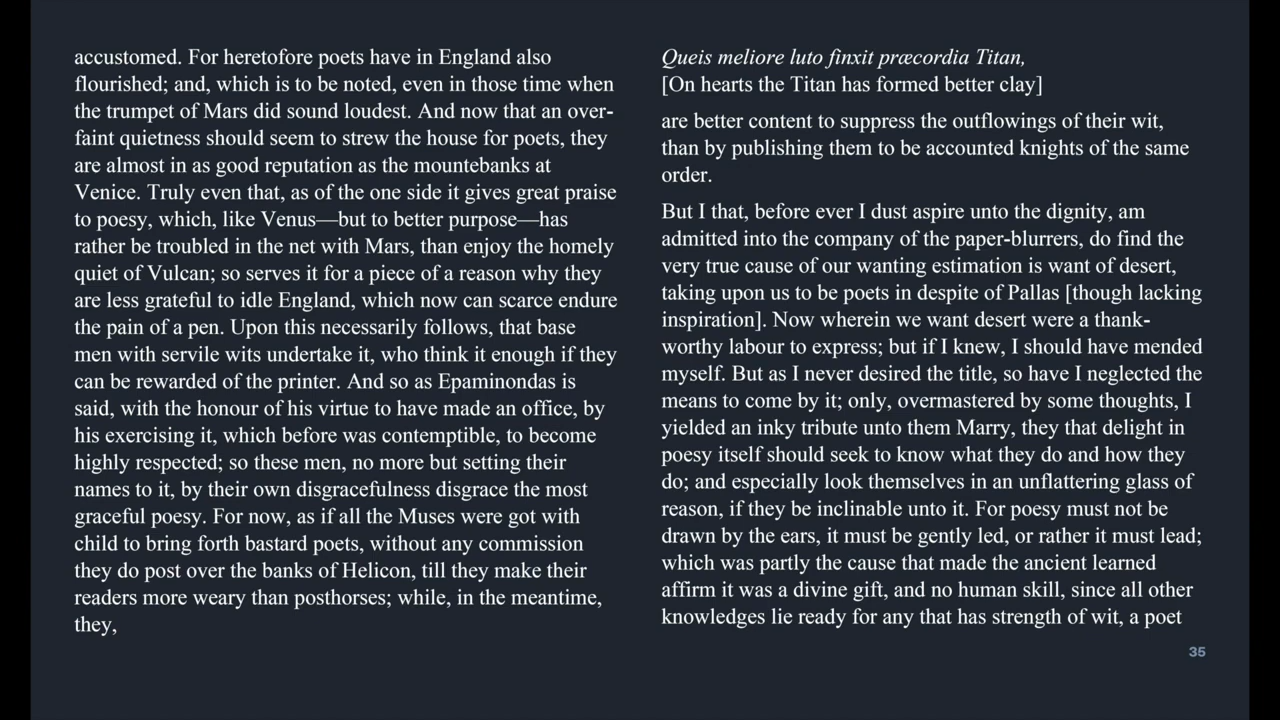 accustomed. For heretofore poets have in England also
flourished; and, which is to be noted, even in those time when
the trumpet of Mars did sound loudest. And now that an over-
faint quietness should seem to strew the house for poets, they
are almost in as good reputation as the mountebanks at
Venice. Truly even that, as of the one side it gives great praise
to poesy, which, like Venus—but to better purpose—has
rather be troubled in the net with Mars, than enjoy the homely
quiet of Vulcan; so serves it for a piece of a reason why they
are less grateful to idle England, which now can scarce endure
the pain of a pen. Upon this necessarily follows, that base
men with servile wits undertake it, who think it enough if they
can be rewarded of the printer. And so as Epaminondas is
said, with the honour of his virtue to have made an office, by
his exercising it, which before was contemptible, to become
highly respected; so these men, no more but setting their
names to it, by their own disgracefulness disgrace the most
graceful poesy. For now, as if all the Muses were got with
child to bring forth bastard poets, without any commission
they do post over the banks of Helicon, till they make their
readers more weary than posthorses; while, in the meantime,
they,
Queis meliore luto finxit præcordia Titan,
[On hearts the Titan has formed better clay]
are better content to suppress the outflowings of their wit,
than by publishing them to be accounted knights of the same
order.
But I that, before ever I dust aspire unto the dignity, am
admitted into the company of the paper-blurrers, do find the
very true cause of our wanting estimation is want of desert,
taking upon us to be poets in despite of Pallas [though lacking
inspiration]. Now wherein we want desert were a thank-
worthy labour to express; but if I knew, I should have mended
myself. But as I never desired the title, so have I neglected the
means to come by it; only, overmastered by some thoughts, I
yielded an inky tribute unto them Marry, they that delight in
poesy itself should seek to know what they do and how they
do; and especially look themselves in an unflattering glass of
reason, if they be inclinable unto it. For poesy must not be
drawn by the ears, it must be gently led, or rather it must lead;
which was partly the cause that made the ancient learned
affirm it was a divine gift, and no human skill, since all other
knowledges lie ready for any that has strength of wit, a poet
35